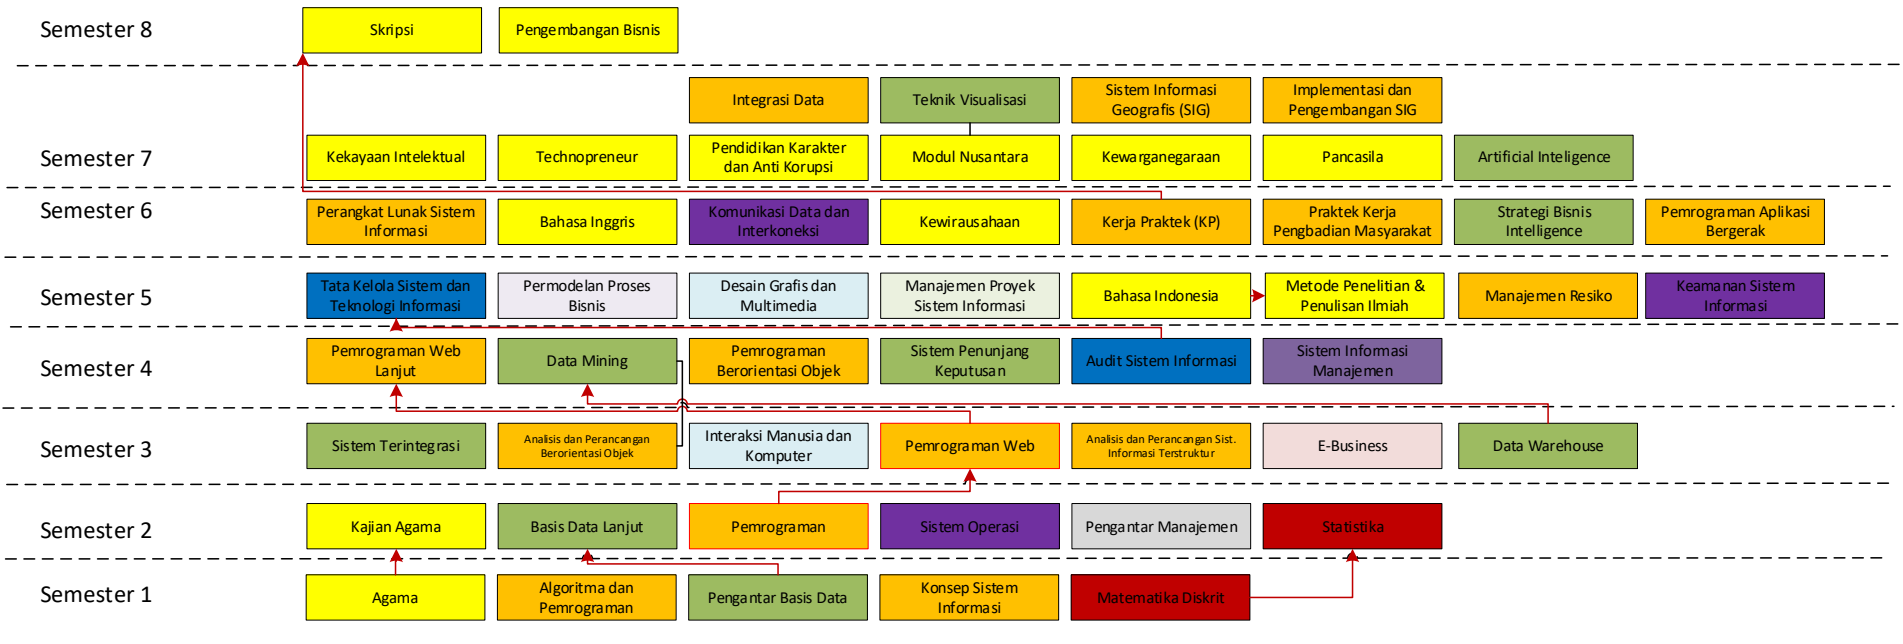 Semester 8
Skripsi
Pengembangan Bisnis
Integrasi Data
Teknik Visualisasi
Sistem Informasi
Geografis (SIG)
Implementasi dan
Pengembangan SIG
Semester 7
Kekayaan Intelektual
Technopreneur
Pendidikan Karakter
dan Anti Korupsi
Modul Nusantara
Kewarganegaraan
Pancasila
Artificial Inteligence
Semester 6
Perangkat Lunak Sistem
Informasi
Bahasa Inggris
Komunikasi Data dan
Interkoneksi
Kewirausahaan
Kerja Praktek (KP)
Praktek Kerja
Pengbadian Masyarakat
Strategi Bisnis
Intelligence
Pemrograman Aplikasi
Bergerak
Semester 5
Tata Kelola Sistem dan
Teknologi Informasi
Permodelan Proses
Bisnis
Desain Grafis dan
Multimedia
Manajemen Proyek
Sistem Informasi
Bahasa Indonesia
Metode Penelitian &
Penulisan Ilmiah
Manajemen Resiko
Keamanan Sistem
Informasi
Semester 4
Pemrograman Web
Lanjut
Data Mining
Pemrograman
Berorientasi Objek
Sistem Penunjang
Keputusan
Audit Sistem Informasi
Sistem Informasi
Manajemen
Semester 3
Sistem Terintegrasi
Analisis dan Perancangan
Berorientasi Objek
Interaksi Manusia dan
Komputer
Pemrograman Web
Analisis dan Perancangan Sist.
Informasi Terstruktur
E-Business
Data Warehouse
Semester 2
Kajian Agama
Basis Data Lanjut
Pemrograman
Sistem Operasi
Pengantar Manajemen
Statistika
Semester 1
Agama
Algoritma dan
Pemrograman
Pengantar Basis Data
Konsep Sistem
Informasi
Matematika Diskrit